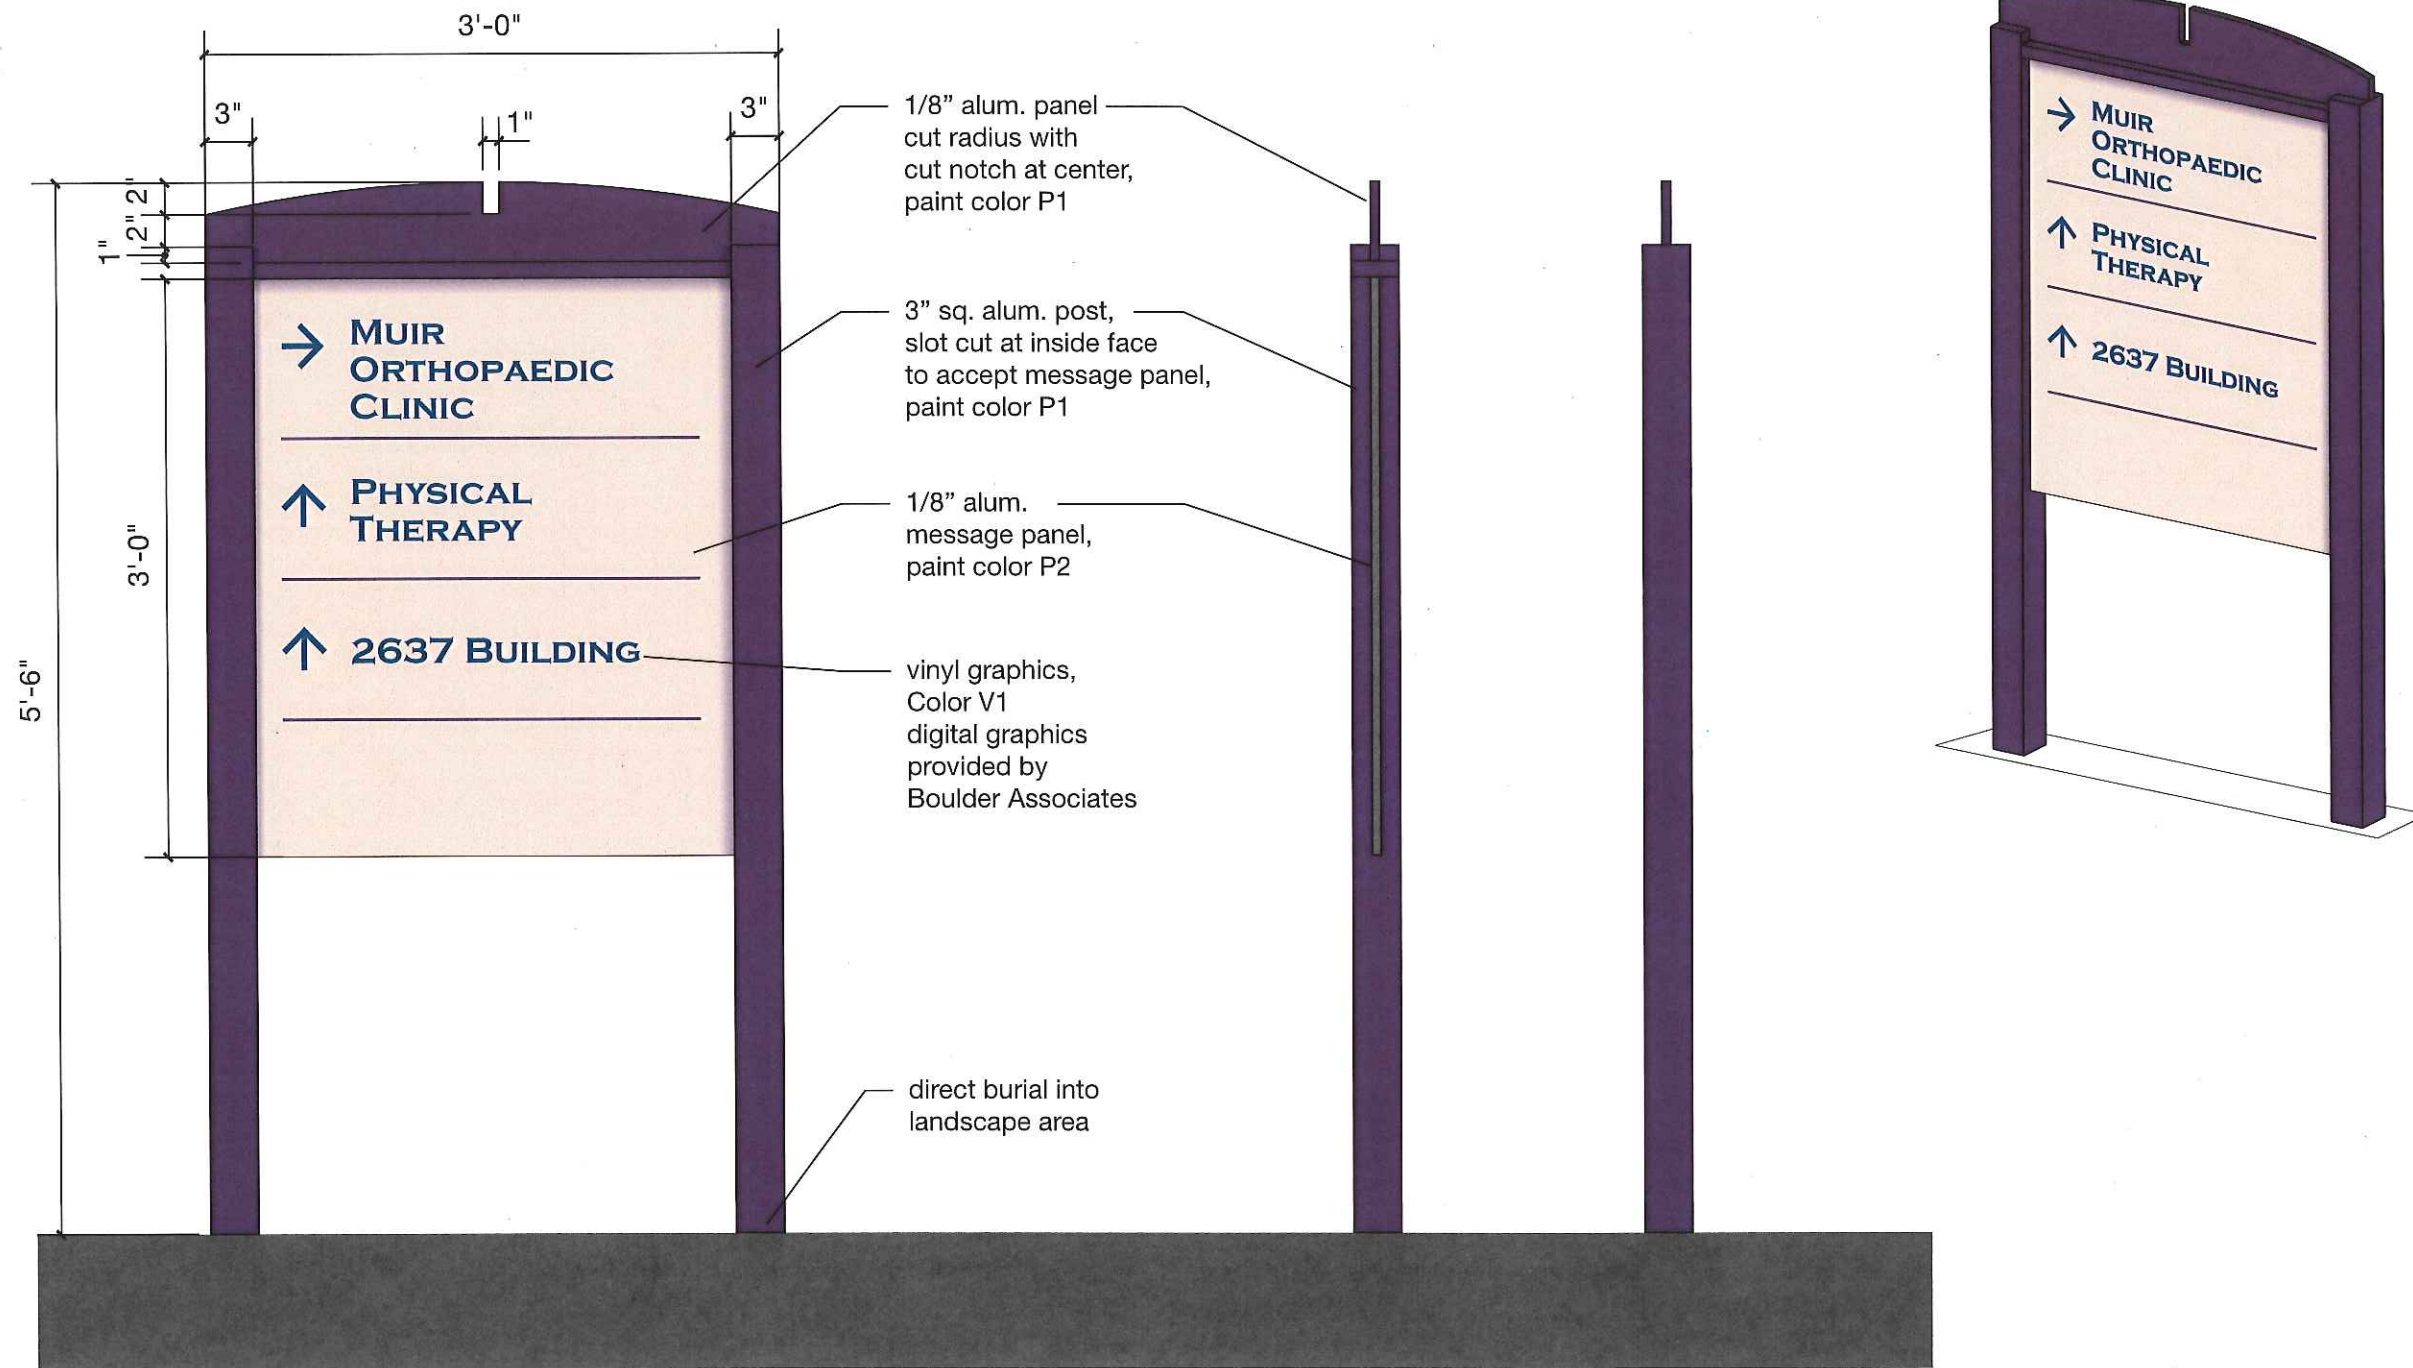 3'-0"
3"
1"
3"
2"
2"
1"
3'-0"
5'-6"
MUIR
ORTHOPAEDIC
CLINIC
PHYSICAL
THERAPY
2637 BUILDING
1/8” alum. panel
cut radius with
cut notch at center,
paint color P1
3” sq. alum. post,
slot cut at inside face
to accept message panel,
paint color P1
1/8” alum.
message panel,
paint color P2
vinyl graphics,
Color V1
digital graphics
provided by
Boulder Associates
direct burial into
landscape area
MUIR
ORTHOPAEDIC
CLINIC
PHYSICAL
THERAPY
2637 BUILDING